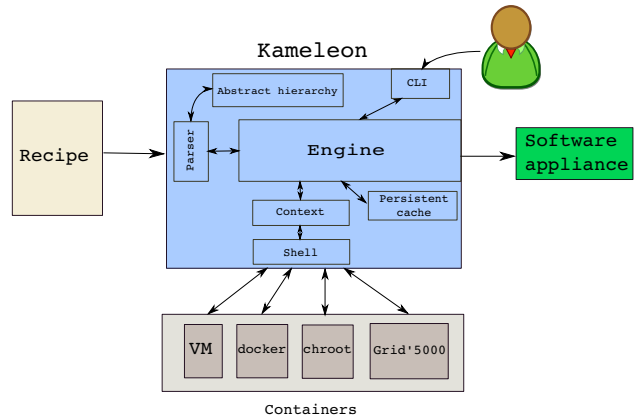 Kameleon
CLI
Abstract hierarchy
Recipe
Parser
Engine
Software
appliance
Persistent
cache
Context
Shell
VM
docker
chroot
Grid'5000
Containers